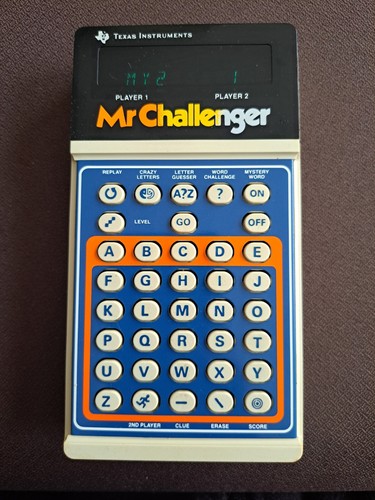 TEXAS INSTRUMENTS
MYZ 1
PLAYER 1 PLAYER 2
Mr Challenger
REPLAY CRAZY LETTERS LETTER GUESSER WORD CHALLENGE MYSTERY WORD
A?Z ? ON
LEVEL GO OFF
A B C D E
F G H I J
K L M N O
P Q R S T
U V W X Y
Z - \
2ND PLAYER CLUE ERASE SCORE